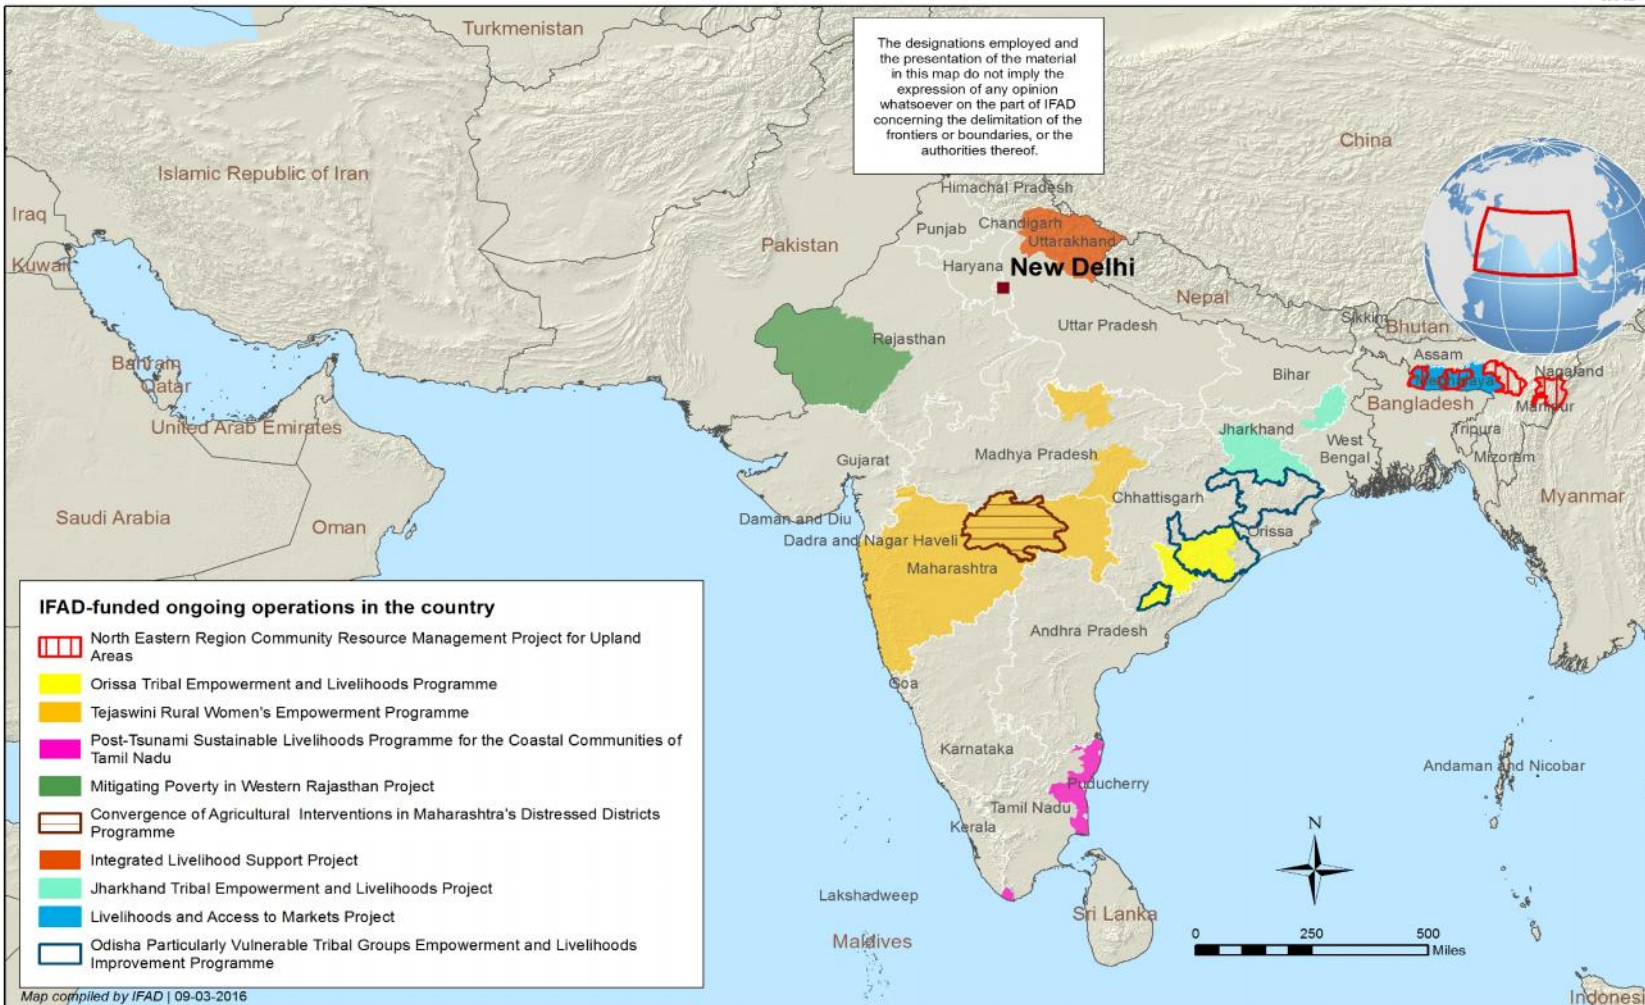 Turkmenistan
The designations employed and
the presentation of the material
in this map do not imply the
expression of any opinion
whatsoever on the part of IFAD
concerning the delimitation of the
frontiers or boundaries, or the
authorities thereof.
China
Islamic Republic of Iran
Himachal Pradesh
Iraq
Chandigarh
Punjab
Uttarakhand
Pakistan
Kuwait
Haryana
New Delhi
Nepal
Sikkim
Bhutan
Uttar Pradesh
Rajasthan
Assam
Bahrain
Nagaland
Bihar
Meghalaya
Qatar
Bangladesh
Manipur
United Arab Emirates
Jharkhand
Tripura
West
Bengal
Madhya Pradesh
Mizoram
Gujarat
Myanmar
Chhattisgarh
Saudi Arabia
Daman and Diu
Oman
Orissa
Dadra and Nagar Haveli
Maharashtra
Andhra Pradesh
Goa
Karnataka
Andaman and Nicobar
Puducherry
Tamil Nadu
Kerala
N
Lakshadweep
Sri Lanka
Maldives
0 250 500
Miles
Indones
IFAD-funded ongoing operations in the country
North Eastern Region Community Resource Management Project for Upland
Areas
Orissa Tribal Empowerment and Livelihoods Programme
Tejaswini Rural Women's Empowerment Programme
Post-Tsunami Sustainable Livelihoods Programme for the Coastal Communities of
Tamil Nadu
Mitigating Poverty in Western Rajasthan Project
Convergence of Agricultural Interventions in Maharashtra's Distressed Districts
Programme
Integrated Livelihood Support Project
Jharkhand Tribal Empowerment and Livelihoods Project
Livelihoods and Access to Markets Project
Odisha Particularly Vulnerable Tribal Groups Empowerment and Livelihoods
Improvement Programme
Map compiled by IFAD | 09-03-2016